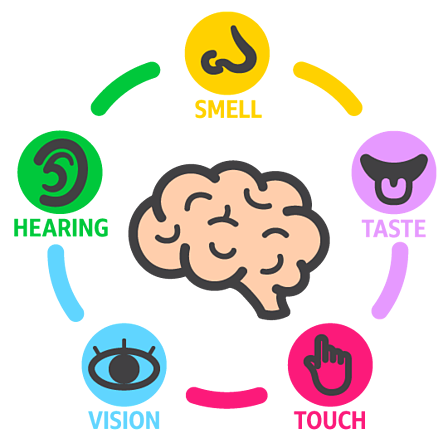 SMELL
HEARING
TASTE
VISION
TOUCH